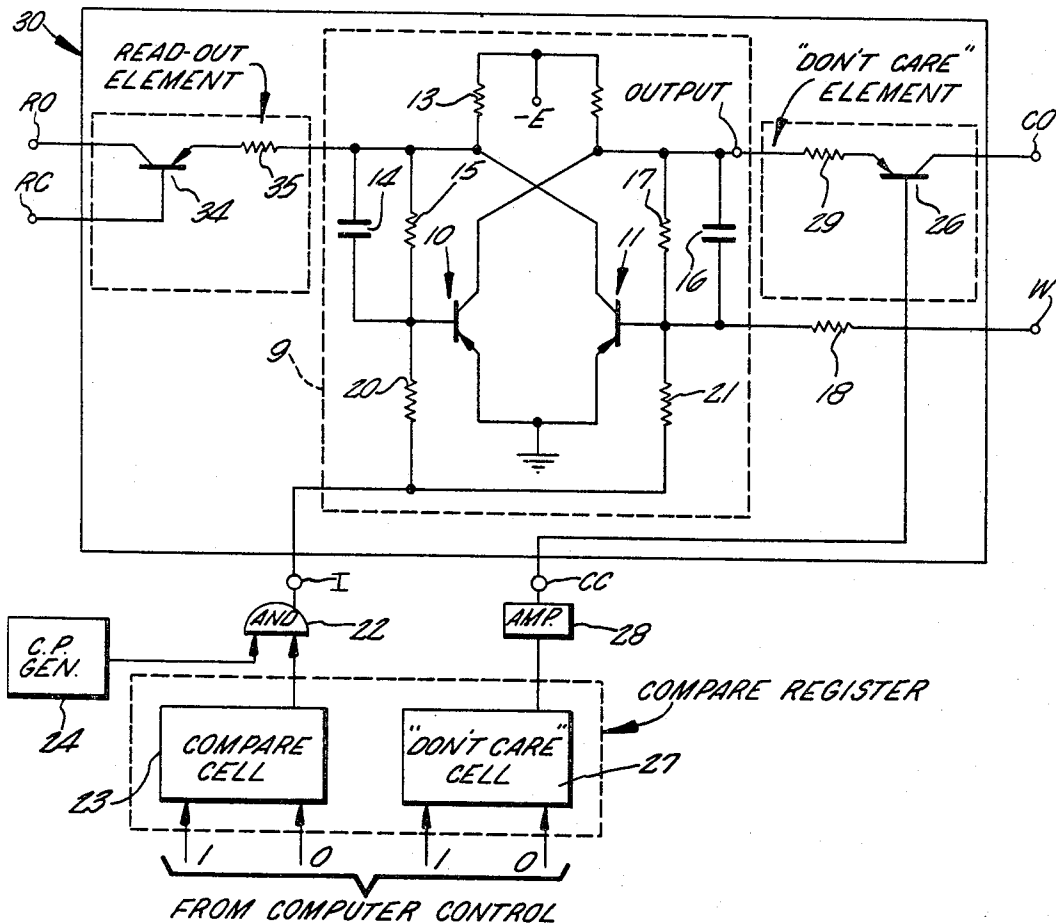 30
READ-OUT
ELEMENT
"DON'T CARE"
ELEMENT
OUTPUT
13
-E
RO
CO
RC
34
35
14
15
17
16
29
26
10
11
W
9
20
21
18
I
CC
AND
22
AMP.
28
C.P.
GEN.
24
COMPARE REGISTER
COMPARE
CELL
23
"DON'T CARE"
CELL
27
1
0
1
0
FROM COMPUTER CONTROL